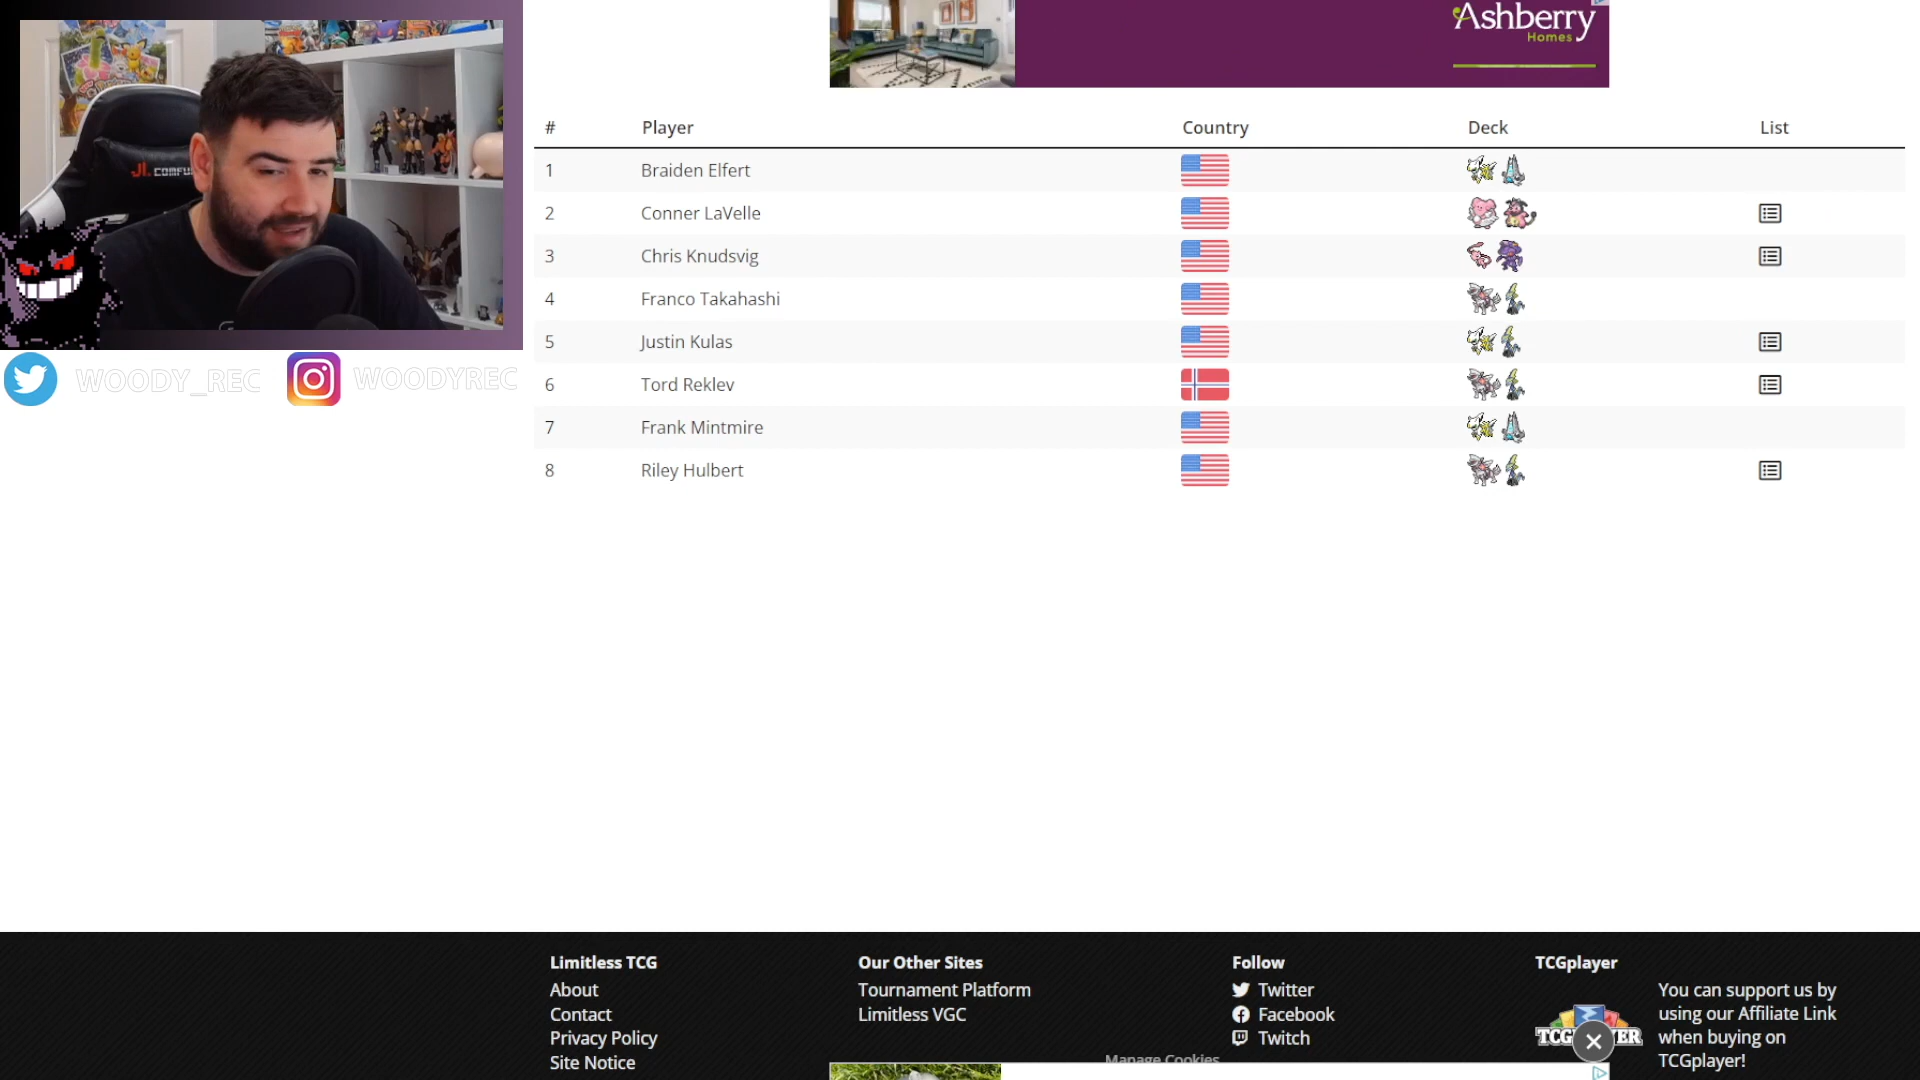 Ashberry
Homes
# Player Country Deck List
1 Braiden Elfert
2 Conner LaVelle
3 Chris Knudsvig
4 Franco Takahashi
5 Justin Kulas
6 Tord Reklev
7 Frank Mintmire
8 Riley Hulbert
WOODY_REC WOODYREC
Limitless TCG
About
Contact
Privacy Policy
Site Notice
Our Other Sites
Tournament Platform
Limitless VGC
Follow
Twitter
Facebook
Twitch
Manage Cookies
TCGplayer
You can support us by
using our Affiliate Link
when buying on
TCGplayer!